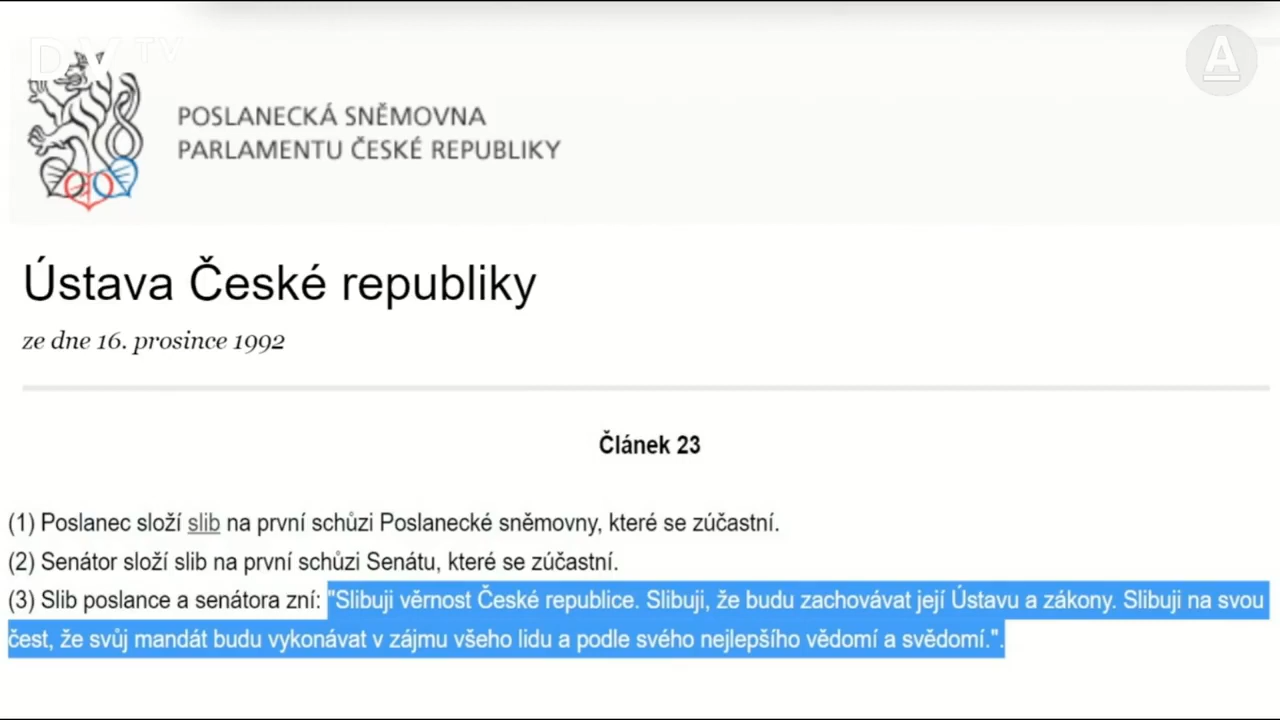 DVTV
A
POSLANECKÁ SNĚMOVNA
PARLAMENTU ČESKÉ REPUBLIKY
Ústava České republiky
ze dne 16. prosince 1992
Článek 23
(1) Poslanec složí slib na první schůzi Poslanecké sněmovny, které se zúčastní.
(2) Senátor složí slib na první schůzi Senátu, které se zúčastní.
(3) Slib poslance a senátora zní: "Slibuji věrnost České republice. Slibuji, že budu zachovávat její Ústavu a zákony. Slibuji na svou
čest, že svůj mandát budu vykonávat v zájmu všeho lidu a podle svého nejlepšího vědomí a svědomí.".